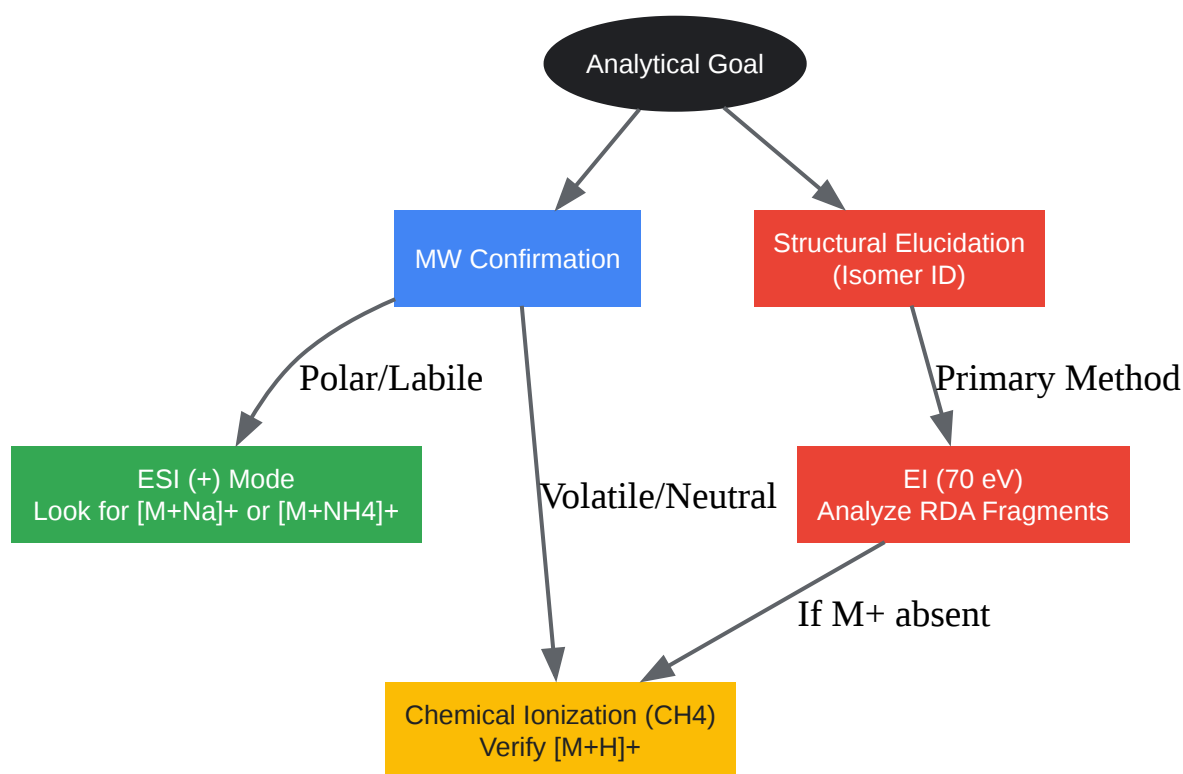 Analytical Goal
MW Confirmation
Structural Elucidation
(Isomer ID)
Polar/Labile
Primary Method
ESI (+) Mode
Look for [M+Na]+ or [M+NH4]+
Volatile/Neutral
EI (70 eV)
Analyze RDA Fragments
If M+ absent
Chemical Ionization (CH4)
Verify [M+H]+